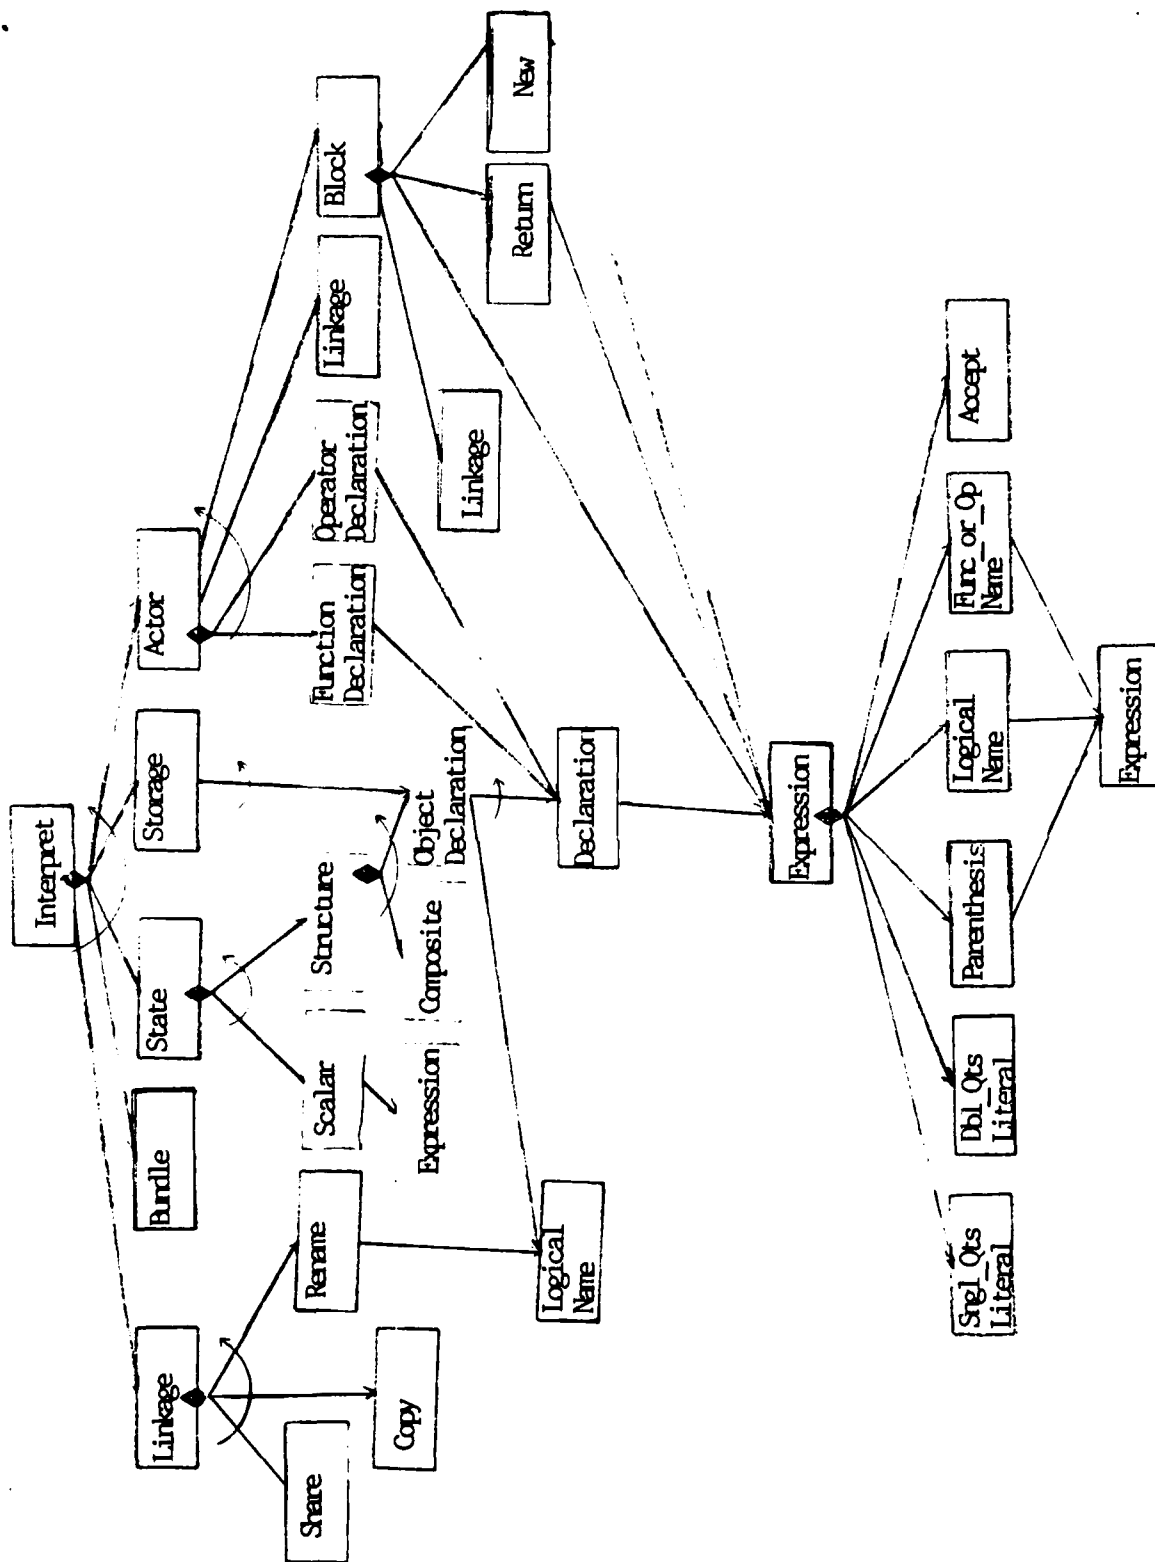 Interpret
Linkage
Bundle
State
Storage
Actor
Share
Copy
Rename
Scalar
Structure
Function
Declaration
Operator
Declaration
Linkage
Block
Expression
Composite
Object
Declaration
Linkage
Return
New
Logical
Name
Declaration
Expression
Sngl_Qts
Literal
Dbl_Qts
Literal
Parenthesis
Logical
Name
Func_or_Op
Name
Accept
Expression